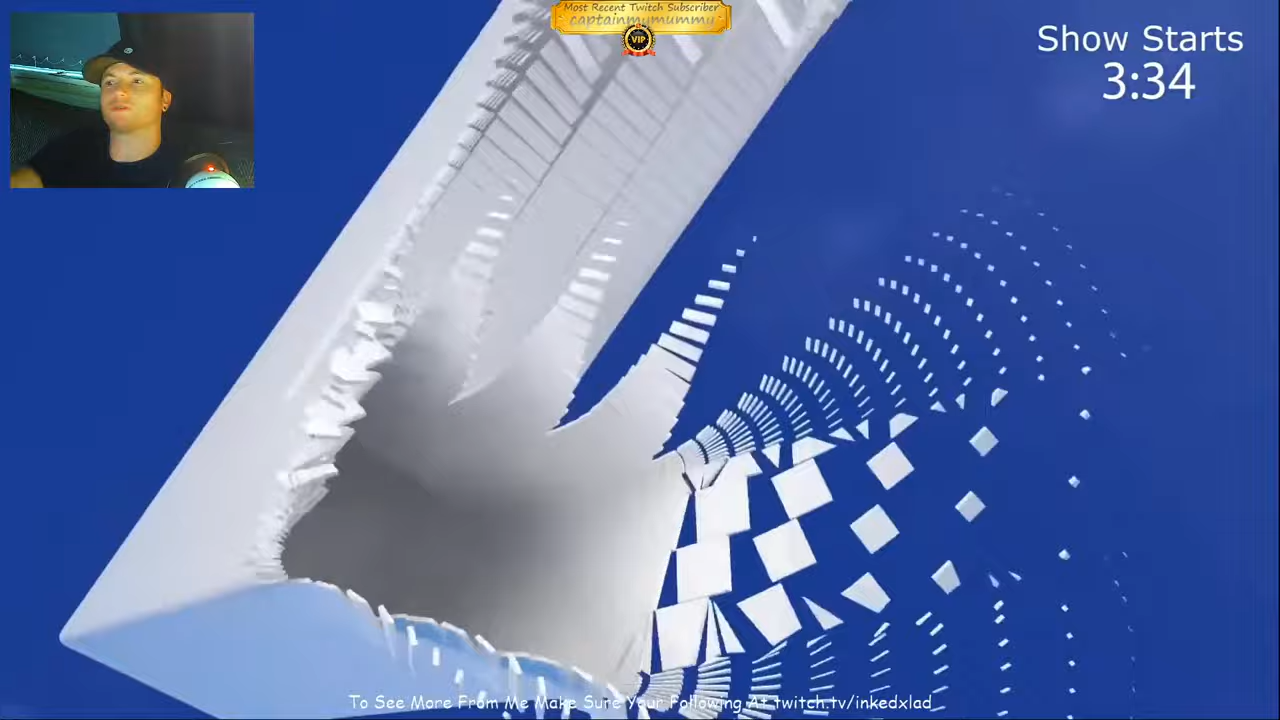 Most Recent Twitch Subscriber
captainmymummy
VIP
Show Starts
3:34
To See More From Me Make Sure Your Following At twitch.tv/inkedxlad